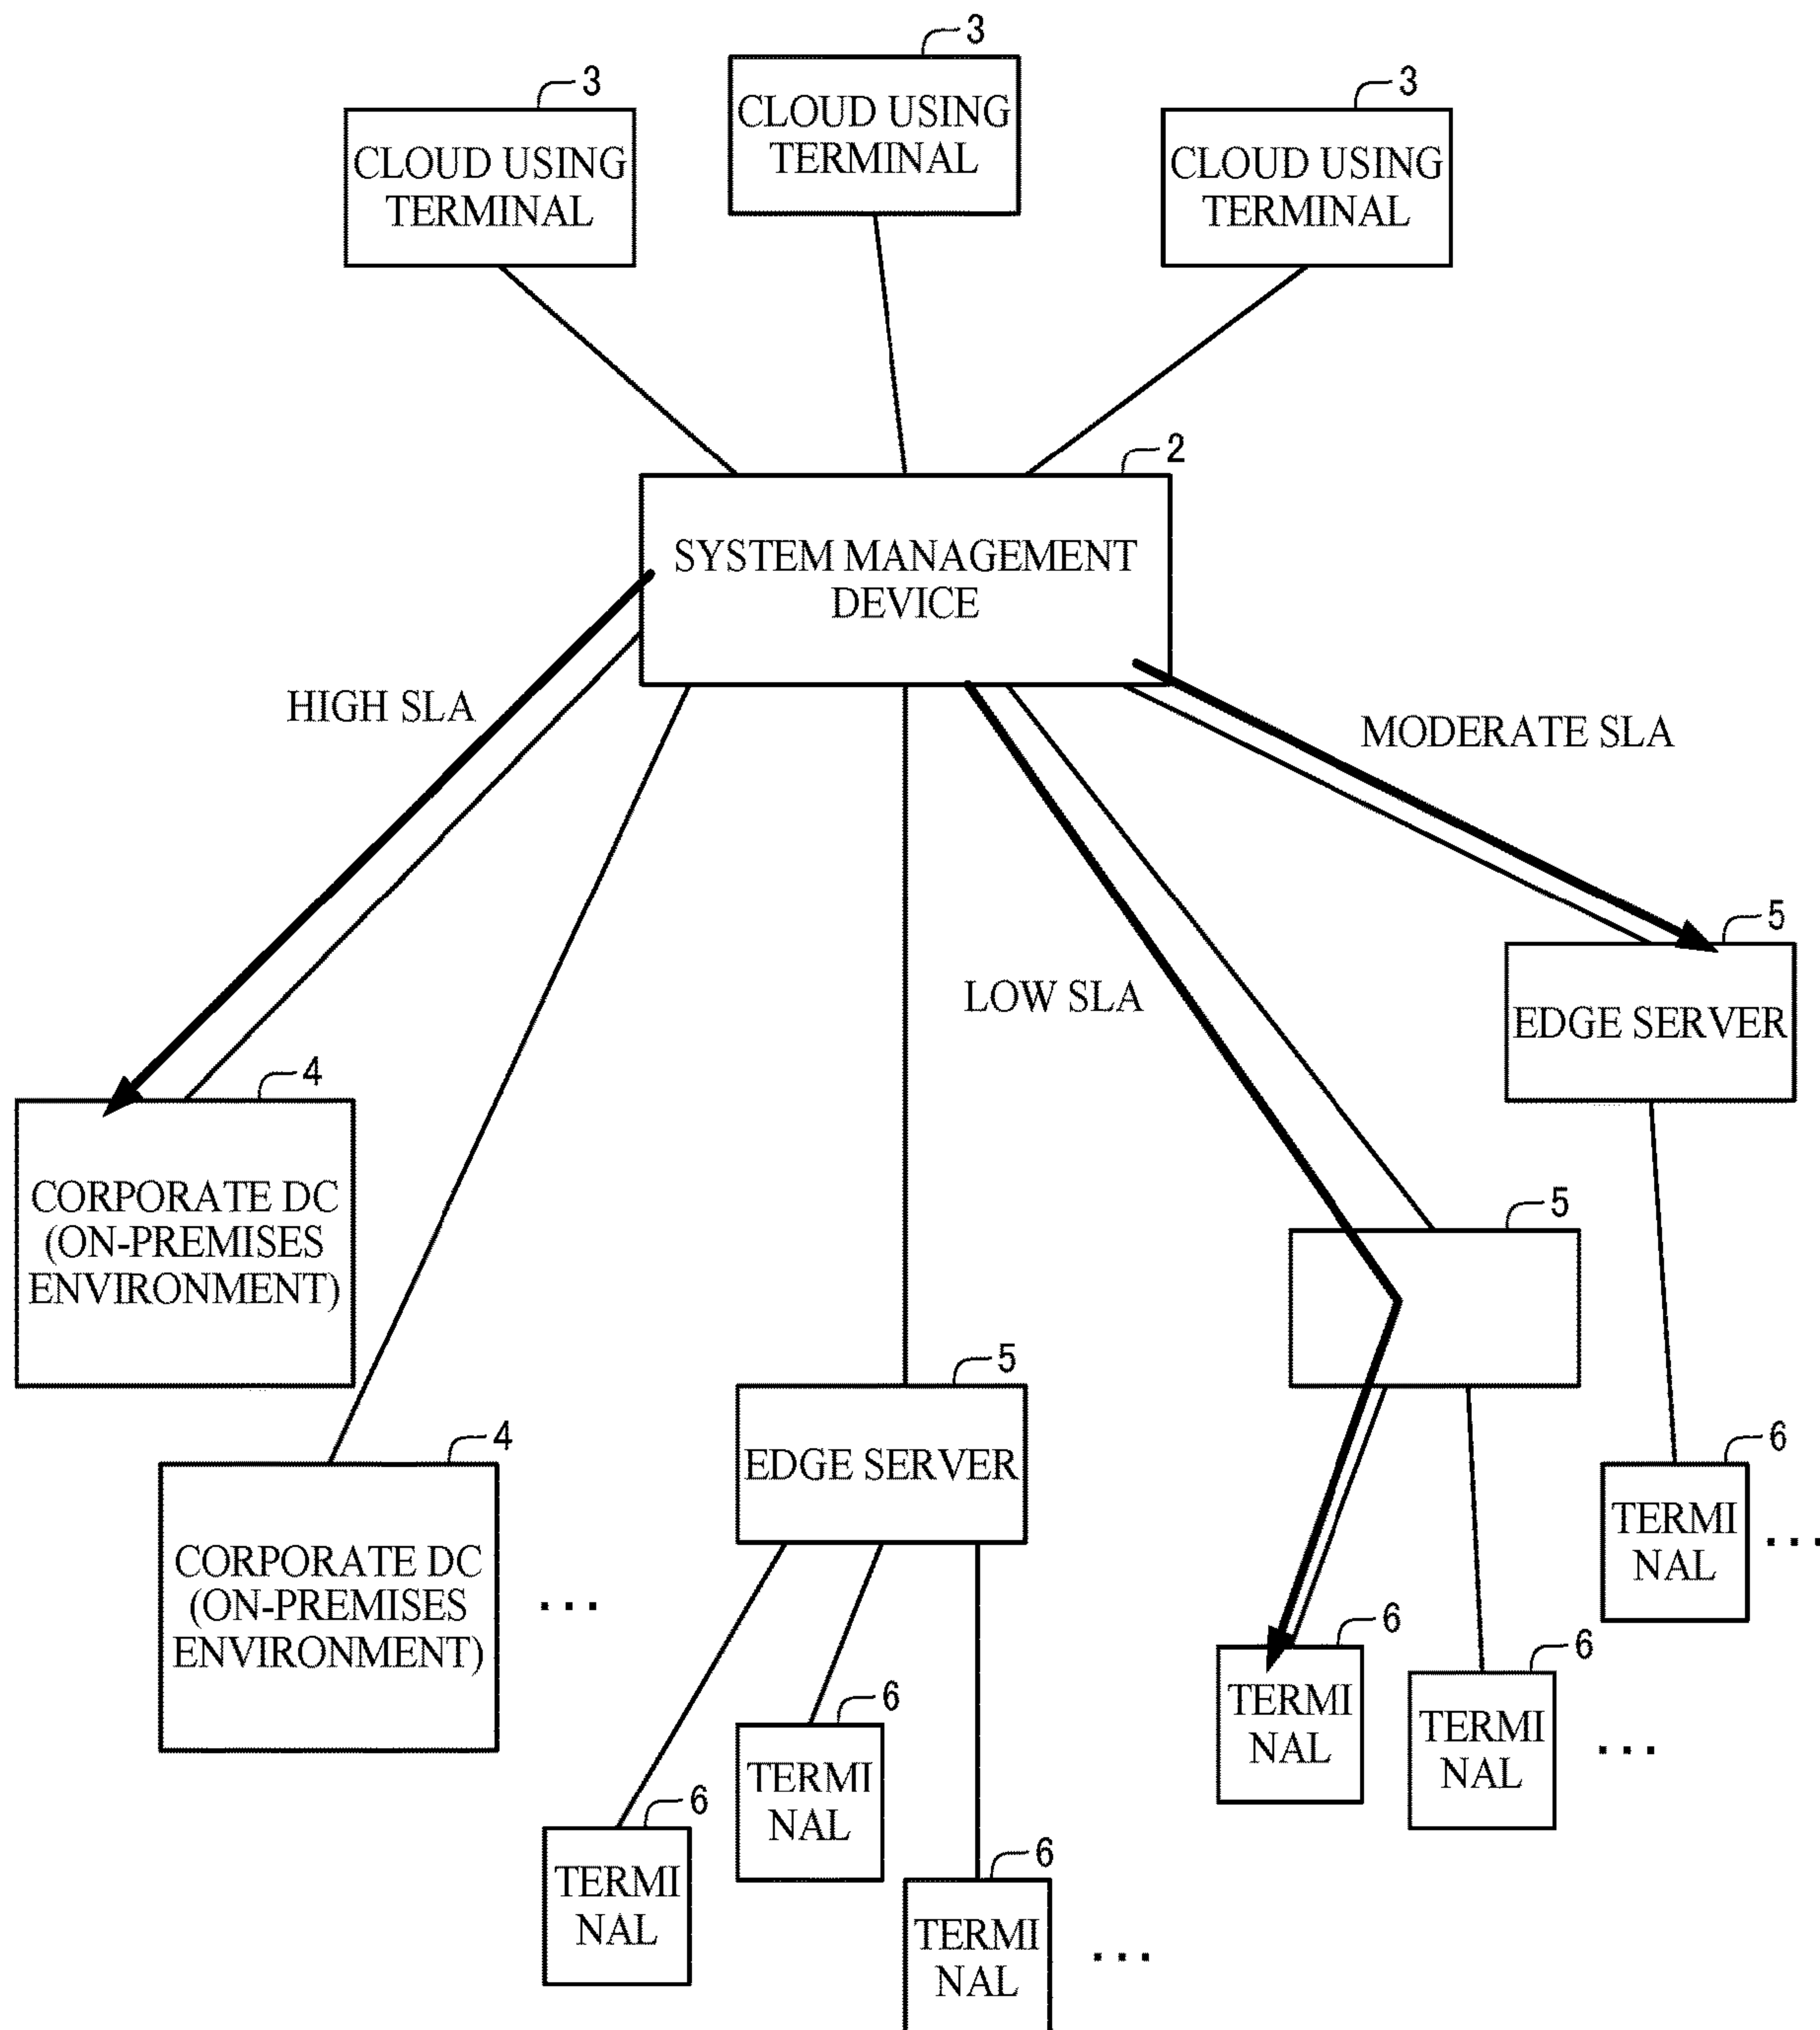 3
CLOUD USING
TERMINAL
3
CLOUD USING
TERMINAL
3
CLOUD USING
TERMINAL
2
SYSTEM MANAGEMENT
DEVICE
HIGH SLA
MODERATE SLA
LOW SLA
5
EDGE SERVER
4
CORPORATE DC
(ON-PREMISES
ENVIRONMENT)
5
5
EDGE SERVER
4
CORPORATE DC
(ON-PREMISES
ENVIRONMENT)
...
6
TERMI
NAL
...
6
TERMI
NAL
6
TERMI
NAL
...
6
TERMI
NAL
6
TERMI
NAL
6
TERMI
NAL
...